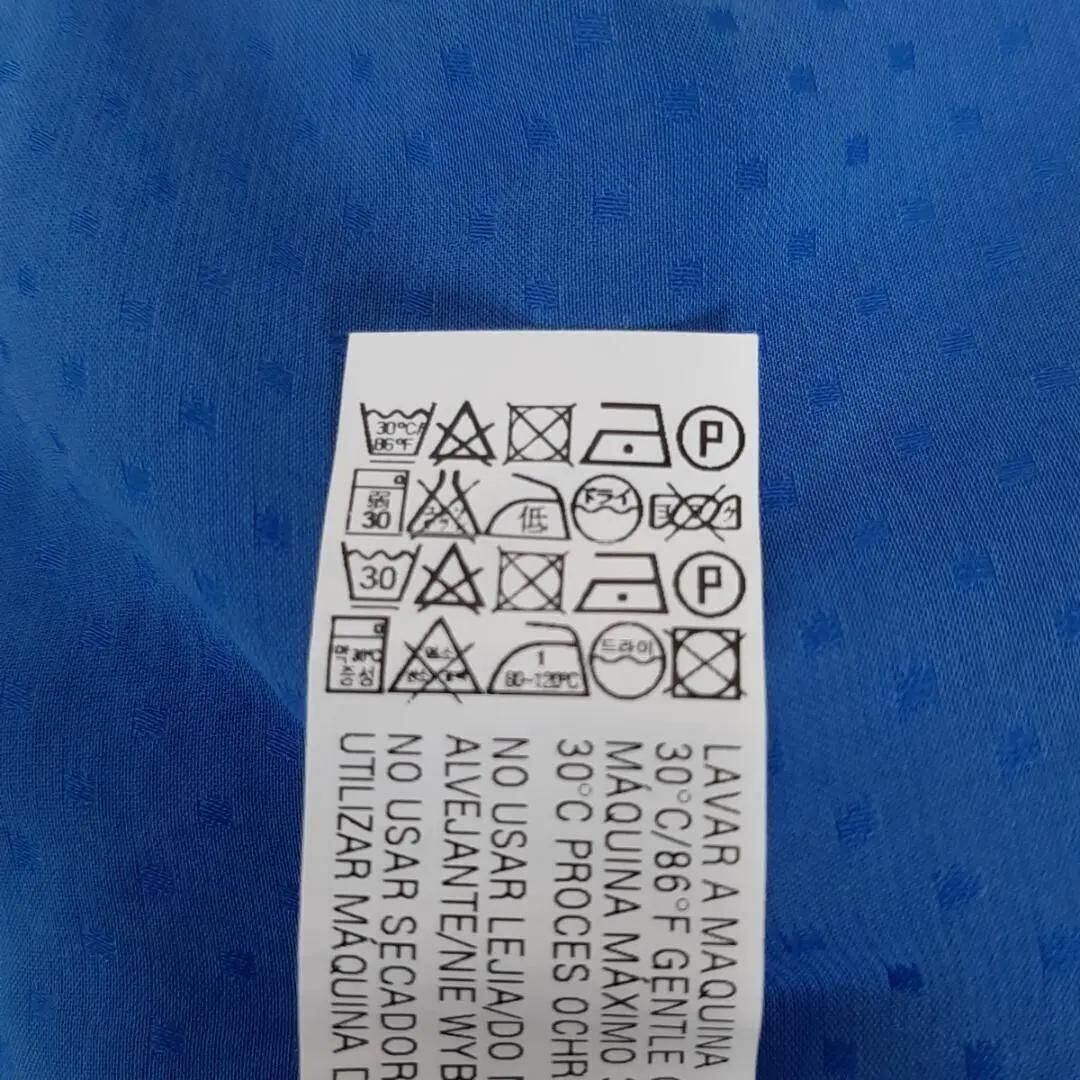 30°C/
86°F
P
弱
30
低
ドライ
30
P
30°C
1
80~120°C
드라이
LAVAR A MAQUINA
30°C/86°F GENTLE
MÁQUINA MÁXIMO
30°C PROCES OCHR
NO USAR LEJIA/DO
ALVEJANTE/NIE WYB
NO USAR SECADOR
UTILIZAR MÁQUINA